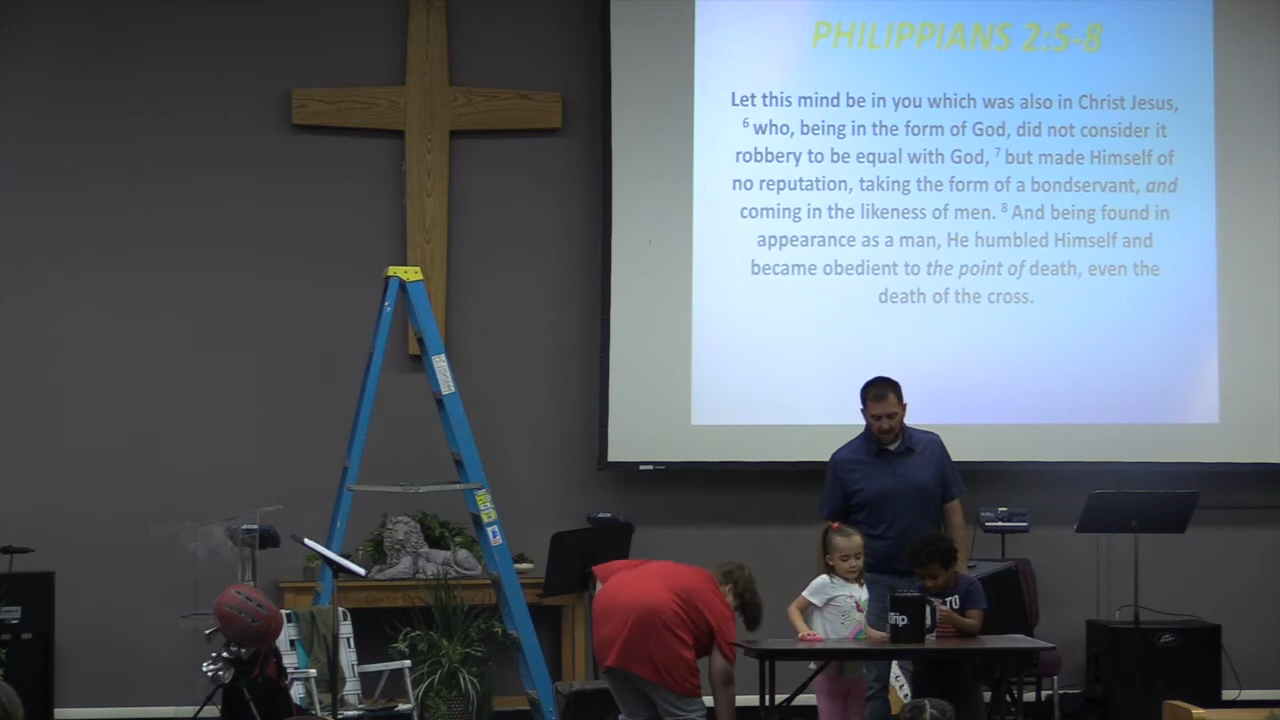 PHILIPPIANS 2:5-8
Let this mind be in you which was also in Christ Jesus,
6 who, being in the form of God, did not consider it
robbery to be equal with God, 7 but made Himself of
no reputation, taking the form of a bondservant, and
coming in the likeness of men. 8 And being found in
appearance as a man, He humbled Himself and
became obedient to the point of death, even the
death of the cross.